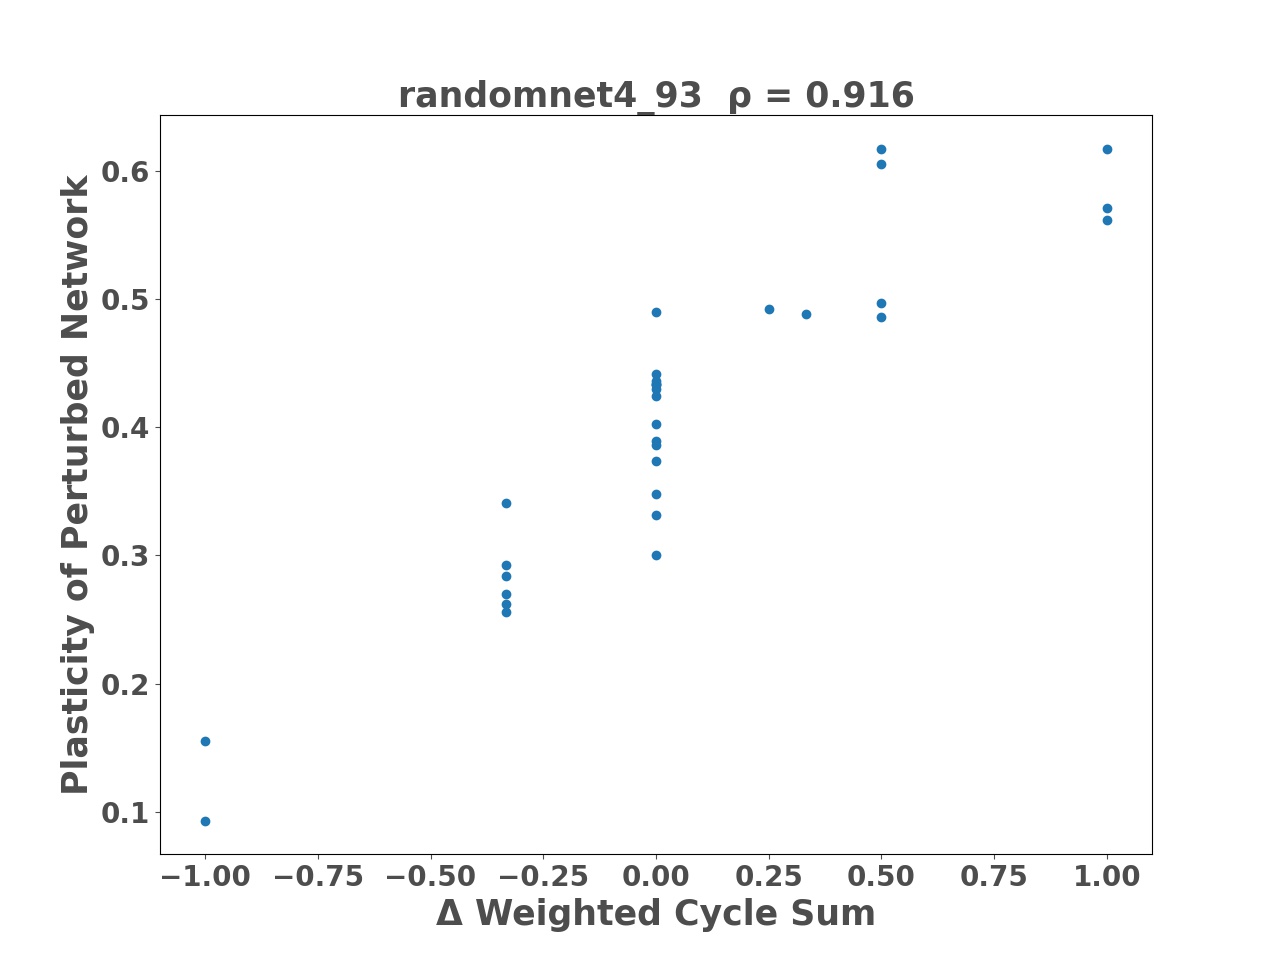 randomnet4_93 ρ = 0.916
Plasticity of Perturbed Network
0.6
0.5
0.4
0.3
0.2
0.1
−1.00 −0.75 −0.50 −0.25 0.00 0.25 0.50 0.75 1.00
Δ Weighted Cycle Sum